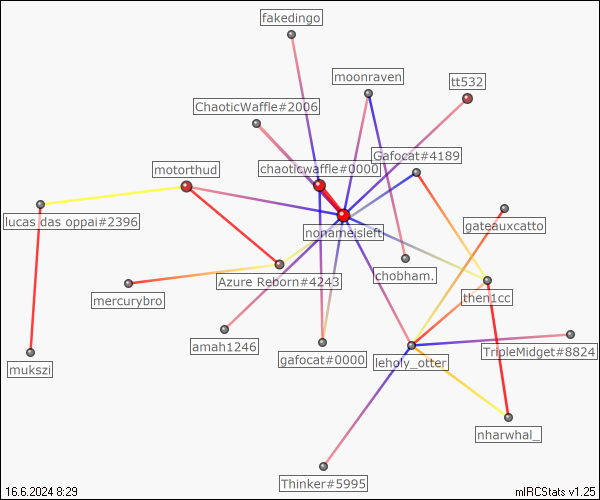 fakedingo
moonraven
tt532
ChaoticWaffle#2006
Gafocat#4189
motorthud
chaoticwaffle#0000
lucas das oppai#2396
nonameisleft
gateauxcatto
Azure Reborn#4243
chobham.
mercurybro
then1cc
amah1246
gafocat#0000
leholy_otter
TripleMidget#8824
mukszi
nharwhal_
Thinker#5995
16.6.2024 8:29
mIRCStats v1.25